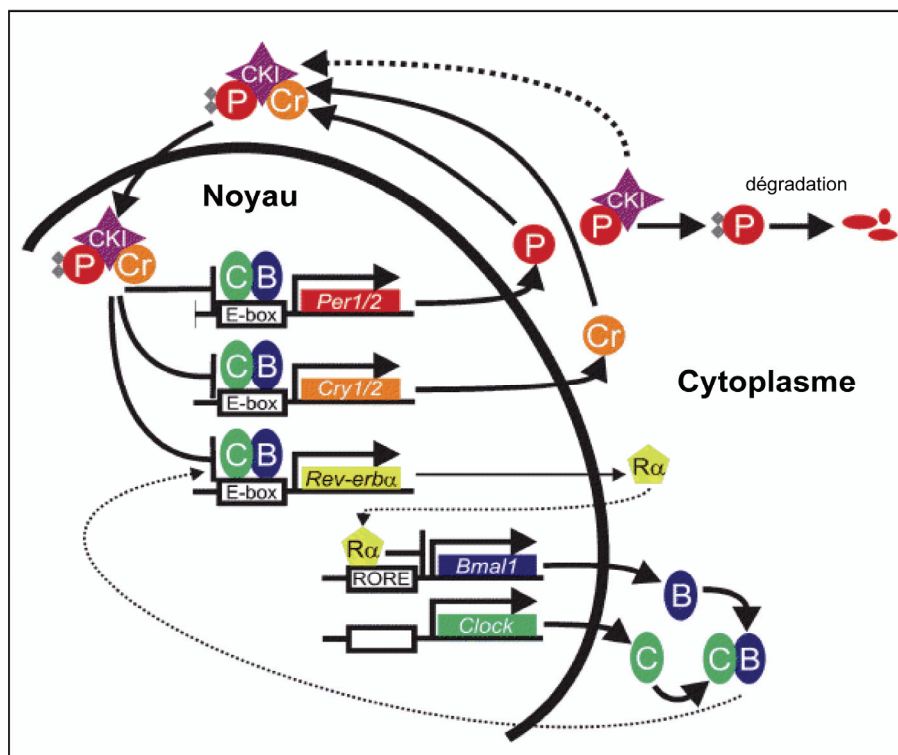 CKI
P Cr
Noyau
CKI
P
dégradation
P
CKI
P Cr
P
C B
E-box
Per1/2
Cr
C B
E-box
Cry1/2
Cytoplasme
C B
E-box
Rev-erbα
Rα
Rα
RORE
Bmal1
B
Clock
C
C B